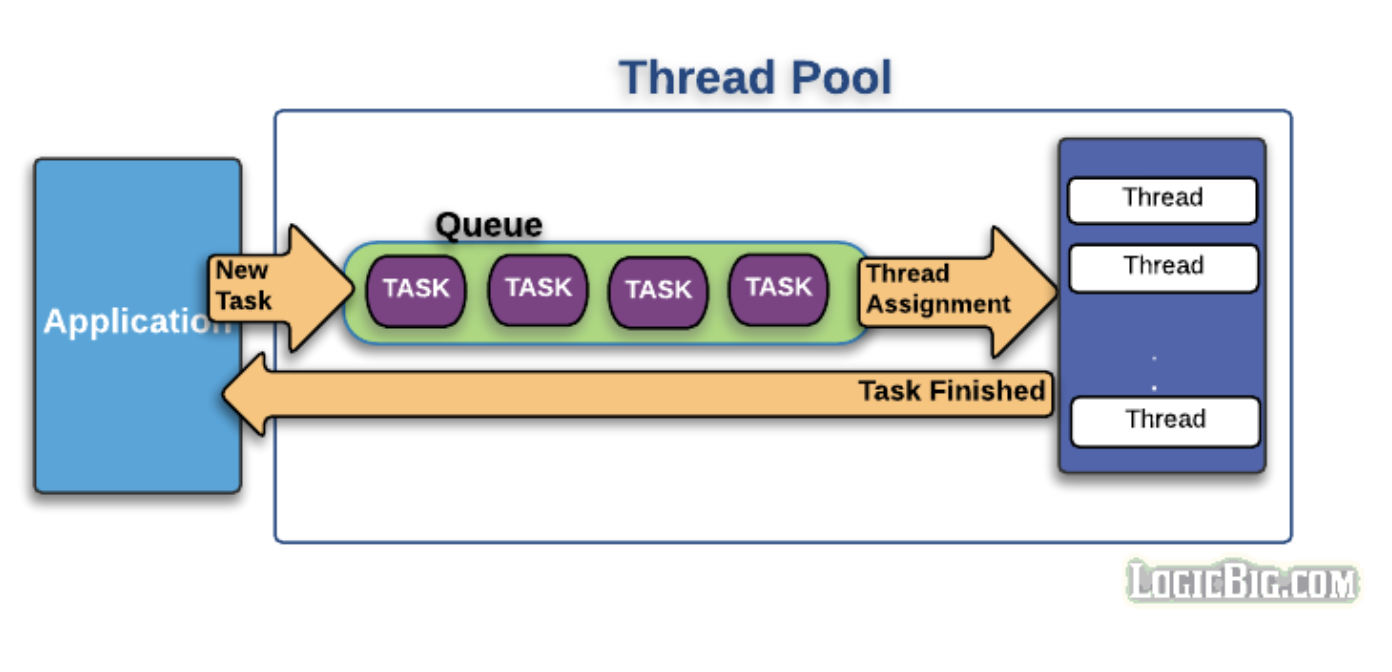 Thread Pool
Application
New
Task
Queue
TASK
TASK
TASK
TASK
Thread
Assignment
Thread
Thread
.
.
Thread
Task Finished
LogicBig.com